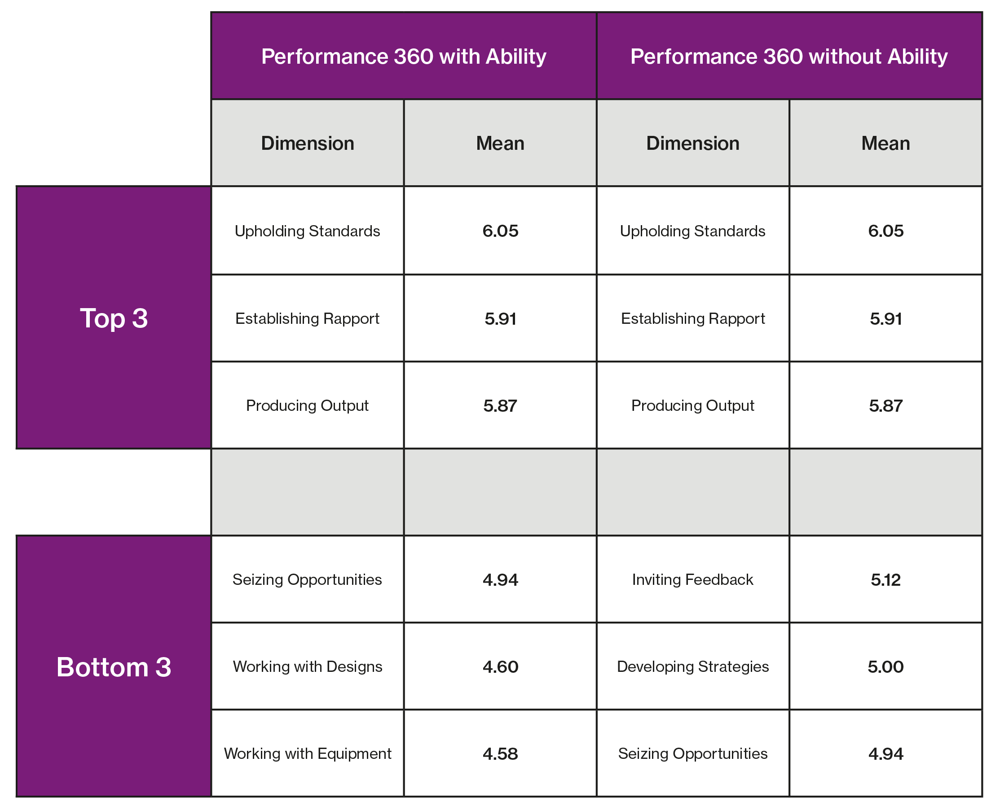 Performance 360 with Ability Performance 360 without Ability
Dimension Mean Dimension Mean
Top 3
Upholding Standards 6.05 Upholding Standards 6.05
Establishing Rapport 5.91 Establishing Rapport 5.91
Producing Output 5.87 Producing Output 5.87
Bottom 3
Seizing Opportunities 4.94 Inviting Feedback 5.12
Working with Designs 4.60 Developing Strategies 5.00
Working with Equipment 4.58 Seizing Opportunities 4.94